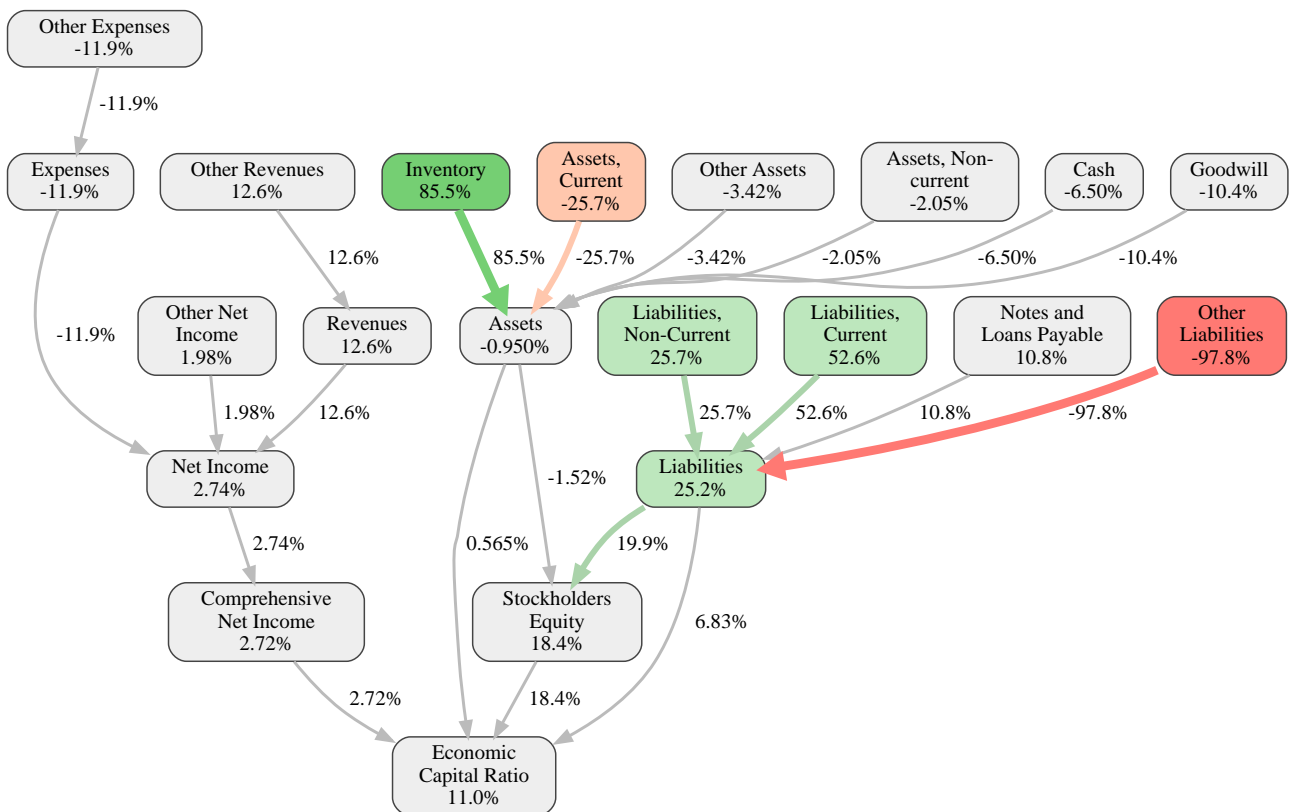 Other Expenses
-11.9%
-11.9%
Expenses
-11.9%
Other Revenues
12.6%
Inventory
85.5%
Assets,
Current
-25.7%
Other Assets
-3.42%
Assets, Non-
current
-2.05%
Cash
-6.50%
Goodwill
-10.4%
12.6%
85.5%
-25.7%
-3.42%
-2.05%
-6.50%
-10.4%
-11.9%
Other Net
Income
1.98%
Revenues
12.6%
Assets
-0.950%
Liabilities,
Non-Current
25.7%
Liabilities,
Current
52.6%
Notes and
Loans Payable
10.8%
Other
Liabilities
-97.8%
1.98%
12.6%
25.7%
52.6%
10.8%
-97.8%
Net Income
2.74%
-1.52%
Liabilities
25.2%
2.74%
0.565%
19.9%
Comprehensive
Net Income
2.72%
Stockholders
Equity
18.4%
6.83%
2.72%
18.4%
Economic
Capital Ratio
11.0%